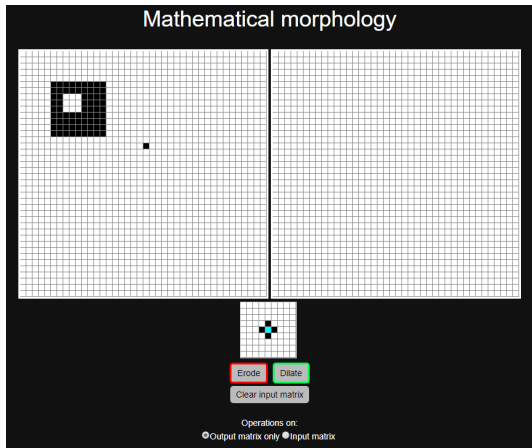 Mathematical morphology
Erode Dilate
Clear input matrix
Operations on:
Output matrix only Input matrix